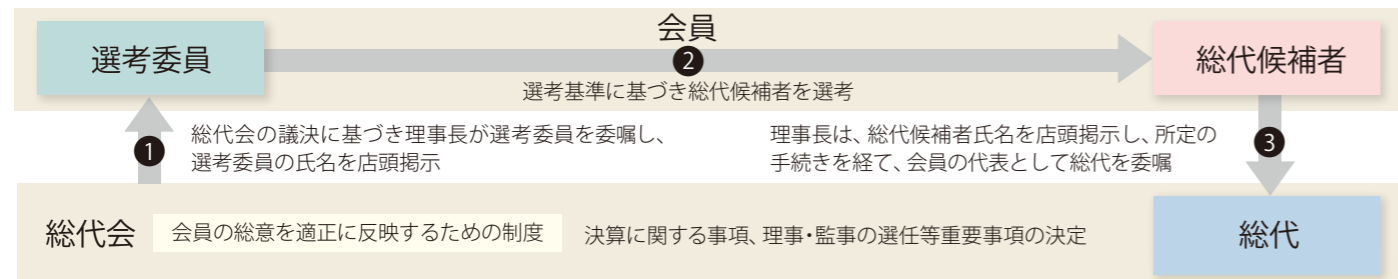 会員
選考委員
❷
総代候補者
選考基準に基づき総代候補者を選考
❶
総代会の議決に基づき理事長が選考委員を委嘱し、
選考委員の氏名を店頭掲示
理事長は、総代候補者氏名を店頭掲示し、所定の
手続きを経て、会員の代表として総代を委嘱
❸
総代会
会員の総意を適正に反映するための制度
決算に関する事項、理事・監事の選任等重要事項の決定
総代